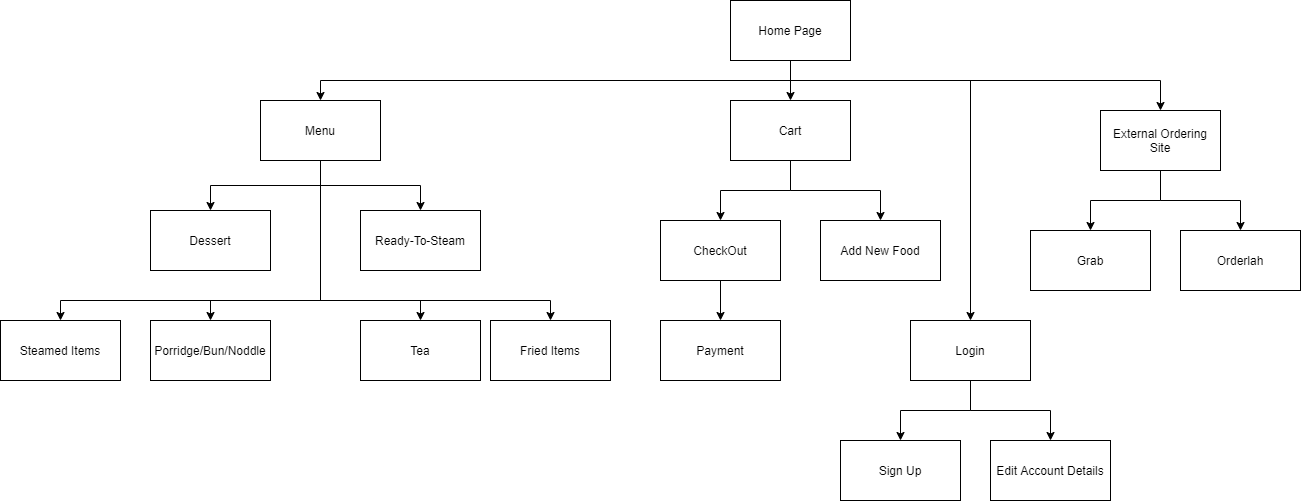 Home Page
Menu
Cart
External Ordering
Site
Dessert
Ready-To-Steam
CheckOut
Add New Food
Grab
Orderlah
Steamed Items
Porridge/Bun/Noddle
Tea
Fried Items
Payment
Login
Sign Up
Edit Account Details